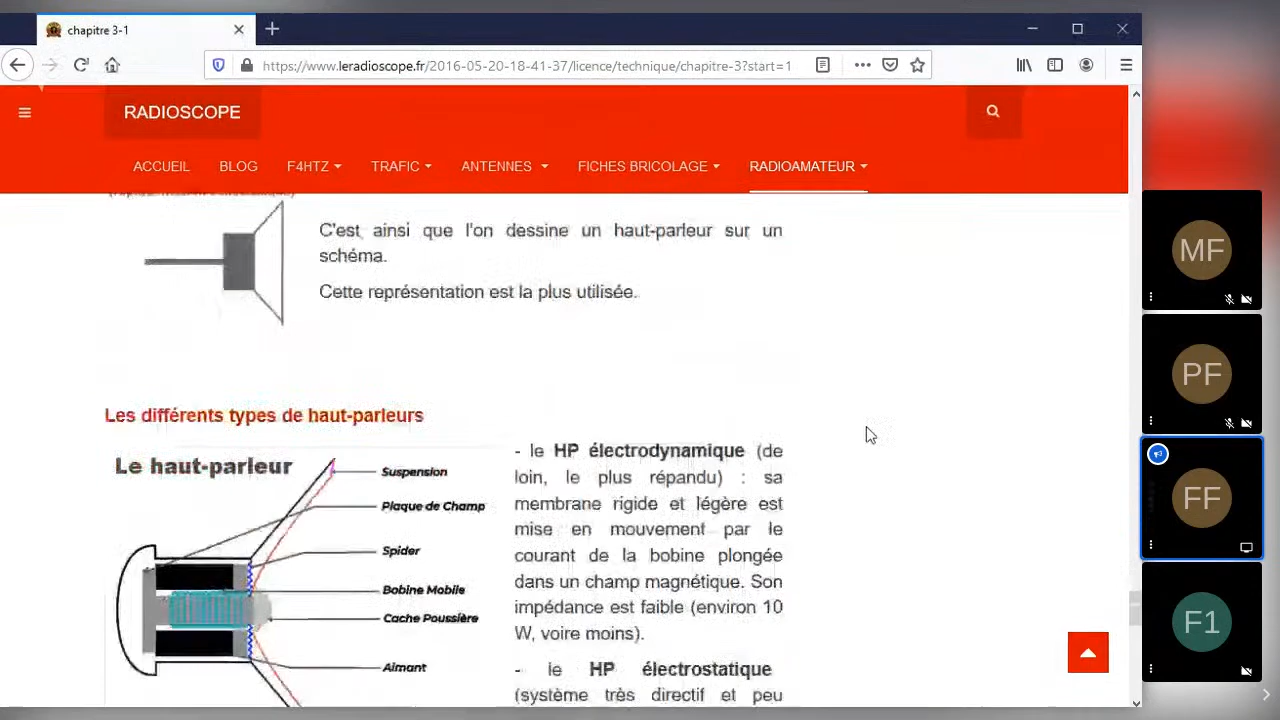 chapitre 3-1
https://www.leradioscope.fr/2016-05-20-18-41-37/licence/technique/chapitre-3?start=1
RADIOSCOPE
ACCUEIL BLOG F4HTZ TRAFIC ANTENNES FICHES BRICOLAGE RADIOAMATEUR
C'est ainsi que l'on dessine un haut-parleur sur un
schéma.
Cette représentation est la plus utilisée.
Les différents types de haut-parleurs
Le haut-parleur
Suspension
Plaque de Champ
Spider
Bobine Mobile
Cache Poussière
Aimant
- le HP électrodynamique (de
loin, le plus répandu) : sa
membrane rigide et légère est
mise en mouvement par le
courant de la bobine plongée
dans un champ magnétique. Son
impédance est faible (environ 10
W, voire moins).
- le HP électrostatique
(système très directif et peu
MF
PF
FF
F1